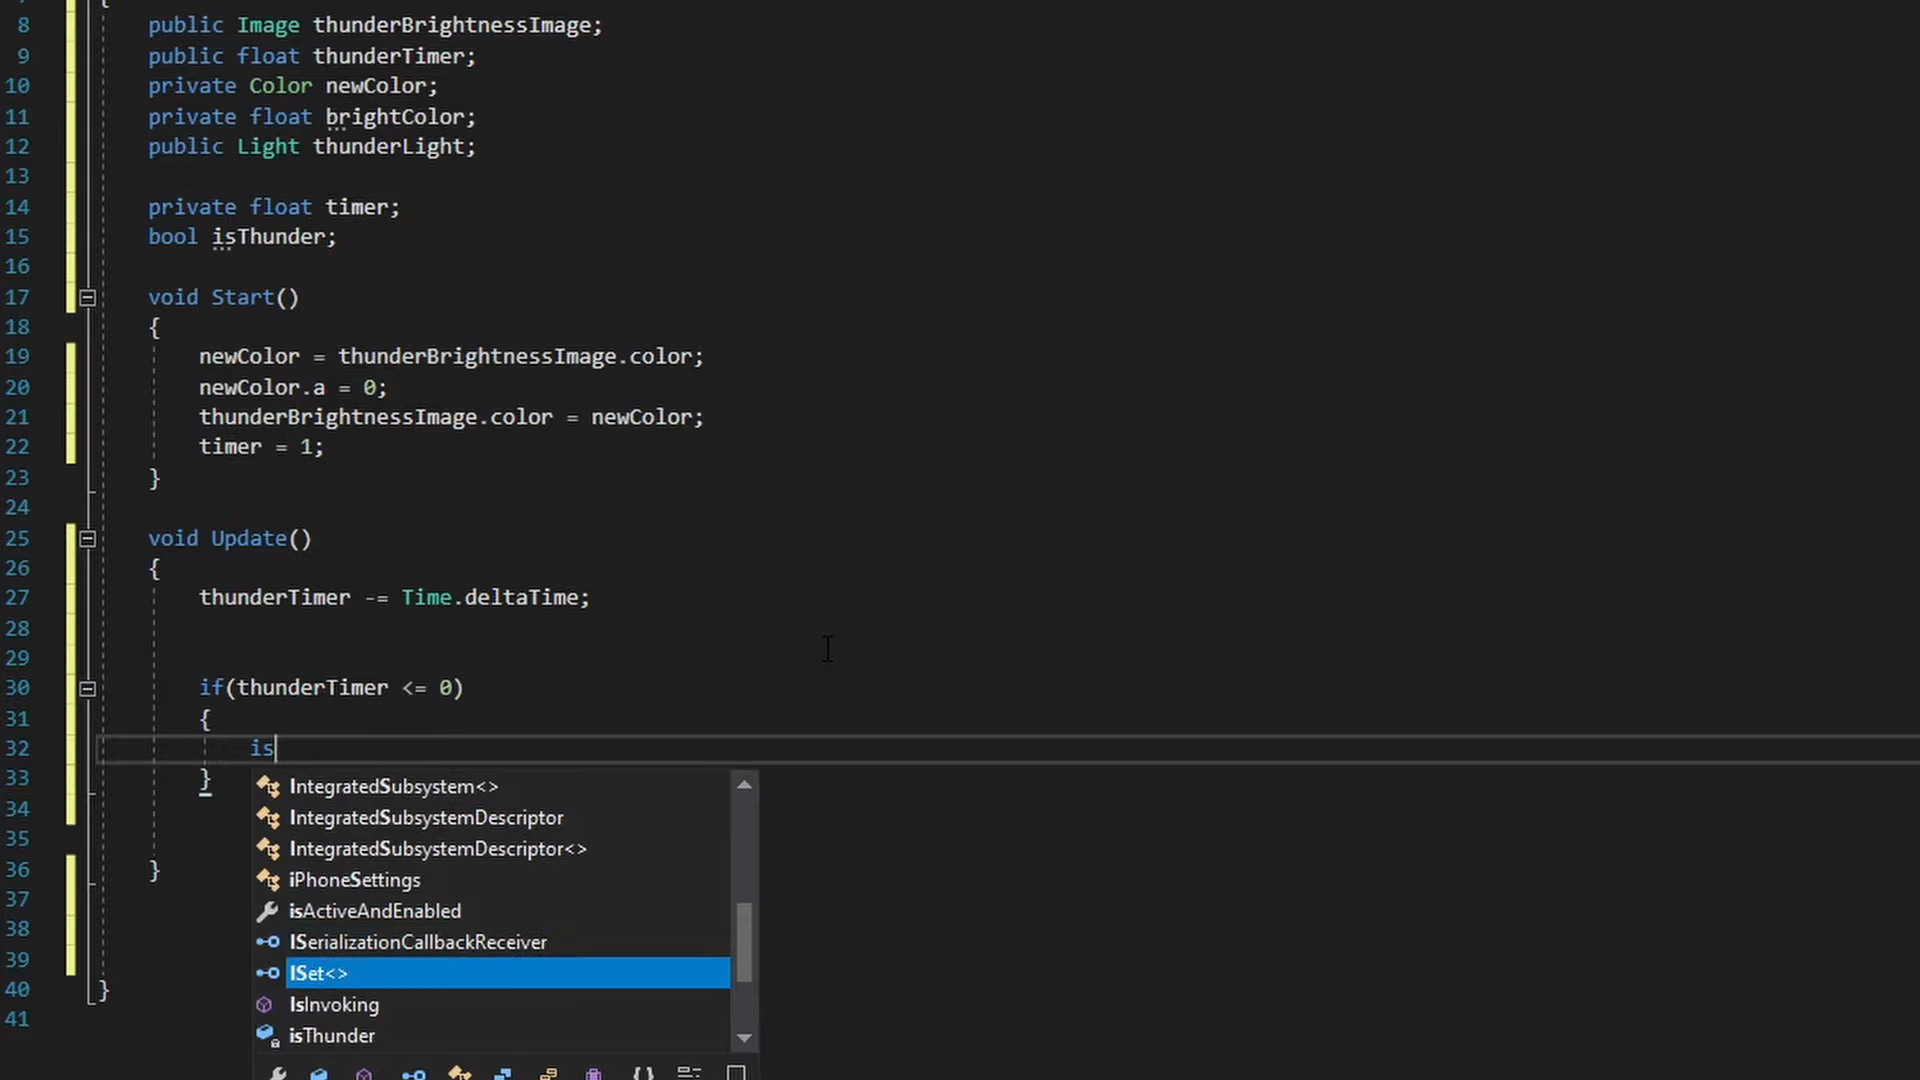 {
8 public Image thunderBrightnessImage;
9 public float thunderTimer;
10 private Color newColor;
11 private float brightColor;
12 public Light thunderLight;
13
14 private float timer;
15 bool isThunder;
16
17 void Start()
18 {
19 newColor = thunderBrightnessImage.color;
20 newColor.a = 0;
21 thunderBrightnessImage.color = newColor;
22 timer = 1;
23 }
24
25 void Update()
26 {
27 thunderTimer -= Time.deltaTime;
28
29
30 if(thunderTimer <= 0)
31 {
32 is
33 }
IntegratedSubsystem<>
34
IntegratedSubsystemDescriptor
35
IntegratedSubsystemDescriptor<>
36 }
iPhoneSettings
37
isActiveAndEnabled
38
ISerializationCallbackReceiver
39
ISet<>
40 }
IsInvoking
41
isThunder